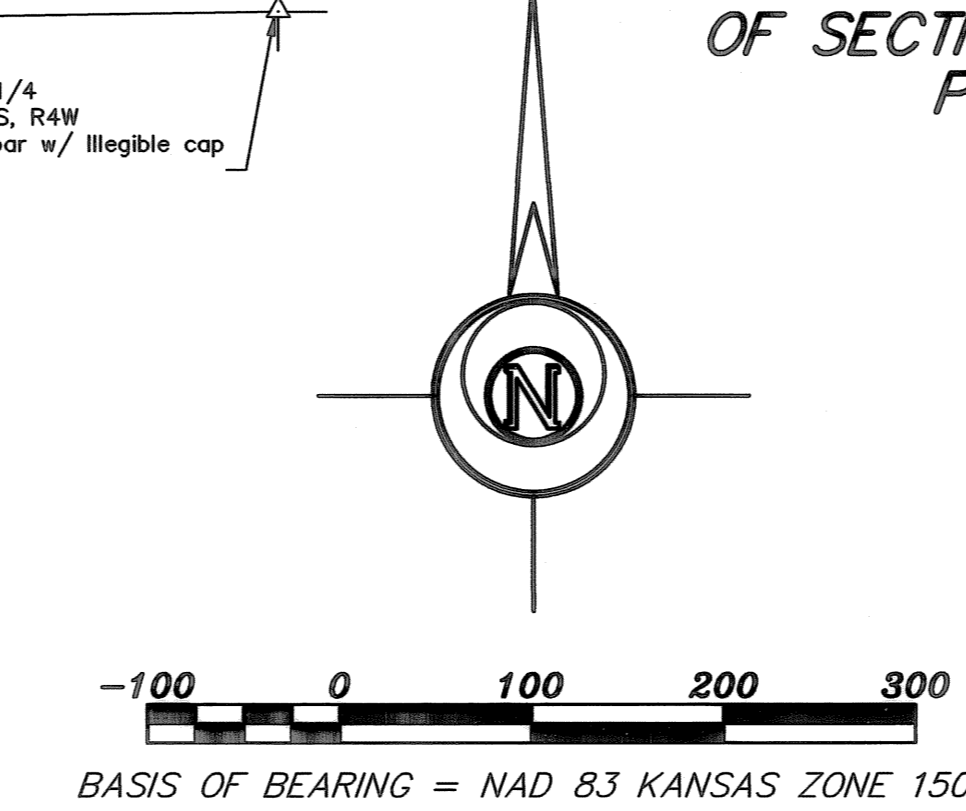 OF SECTI
P
1/4
S, R4W
bar w/ Illegible cap
N
-100 0 100 200 300
BASIS OF BEARING = NAD 83 KANSAS ZONE 150